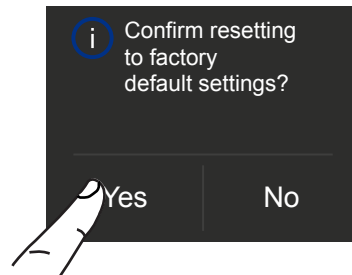 i
Confirm resetting
to factory
default settings?
Yes
No